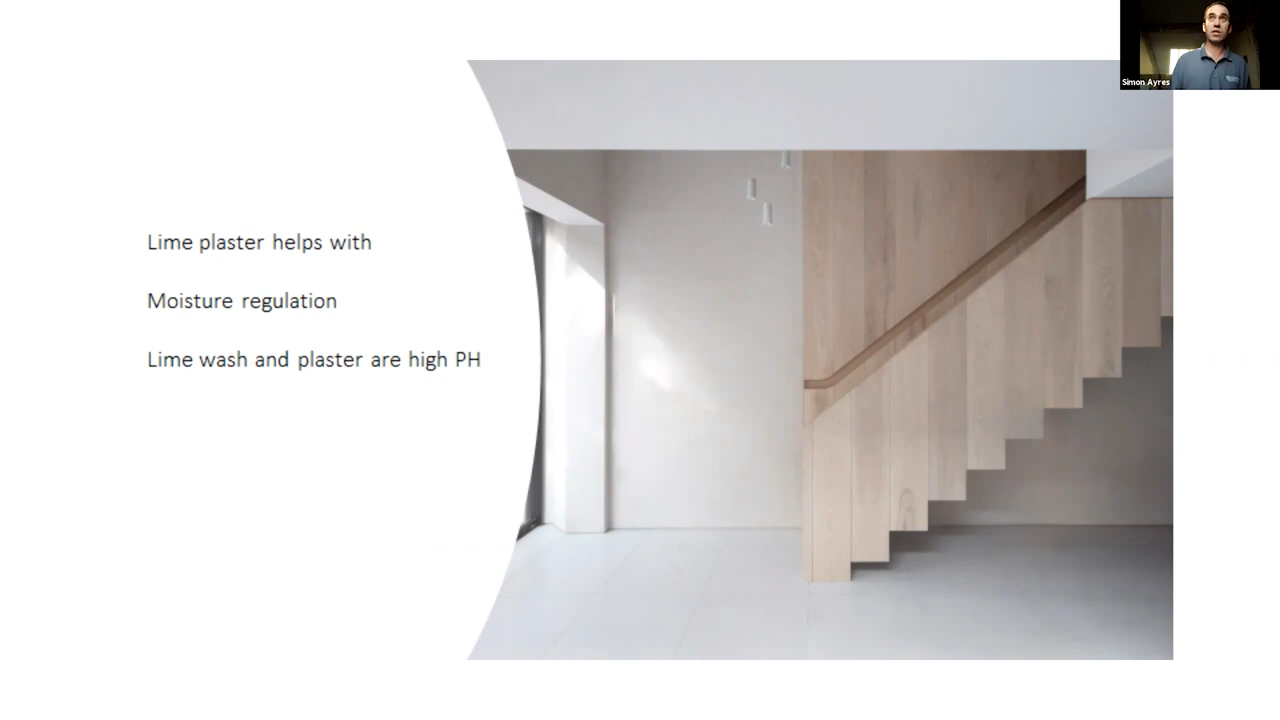 Lime plaster helps with
Moisture regulation
Lime wash and plaster are high PH
Simon Ayres